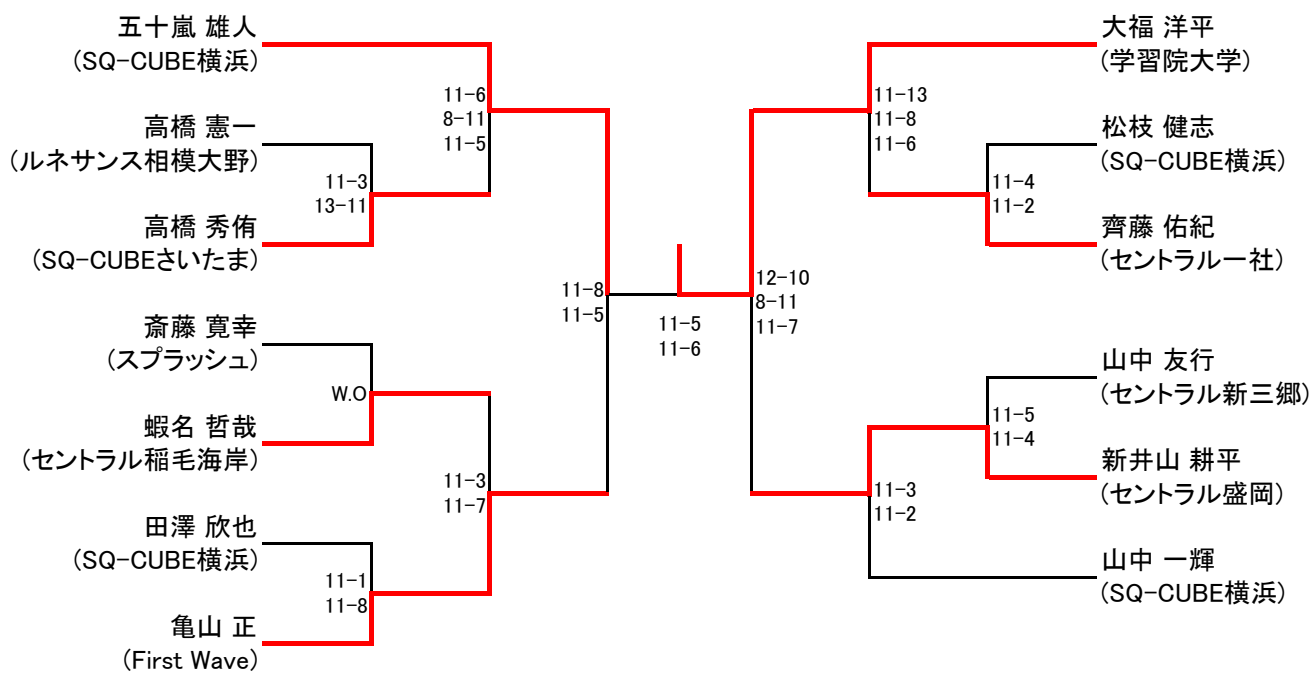 五十嵐 雄人
(SQ-CUBE横浜)
高橋 憲一
(ルネサンス相模大野)
高橋 秀侑
(SQ-CUBEさいたま)
斎藤 寛幸
(スプラッシュ)
蝦名 哲哉
(セントラル稲毛海岸)
田澤 欣也
(SQ-CUBE横浜)
亀山 正
(First Wave)
11-3
13-11
W.O
11-1
11-8
11-6
8-11
11-5
11-3
11-7
11-8
11-5
11-5
11-6
12-10
8-11
11-7
11-13
11-8
11-6
11-3
11-2
11-4
11-2
11-5
11-4
大福 洋平
(学習院大学)
松枝 健志
(SQ-CUBE横浜)
齊藤 佑紀
(セントラル一社)
山中 友行
(セントラル新三郷)
新井山 耕平
(セントラル盛岡)
山中 一輝
(SQ-CUBE横浜)